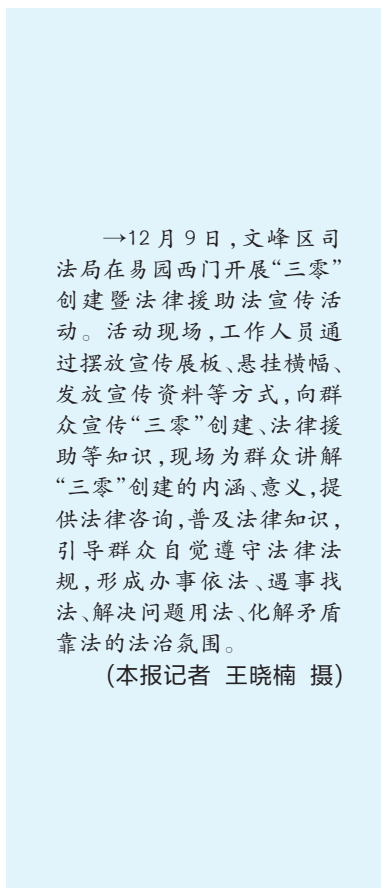 →12月9日，文峰区司
法局在易园西门开展“三零”
创建暨法律援助法宣传活
动。活动现场，工作人员通
过摆放宣传展板、悬挂横幅、
发放宣传资料等方式，向群
众宣传“三零”创建、法律援
助等知识，现场为群众讲解
“三零”创建的内涵、意义，提
供法律咨询，普及法律知识，
引导群众自觉遵守法律法
规，形成办事依法、遇事找
法、解决问题用法、化解矛盾
靠法的法治氛围。
（本报记者 王晓楠 摄）